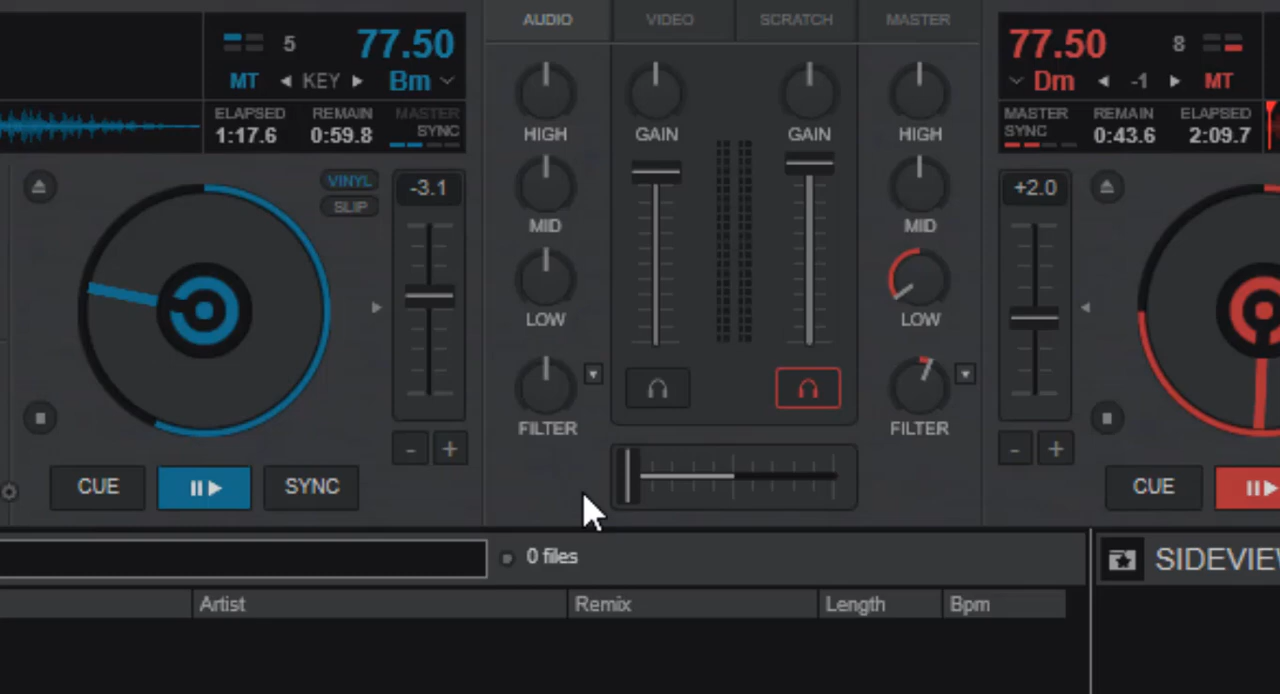 AUDIO VIDEO SCRATCH MASTER
5 77.50
MT KEY Bm
ELAPSED REMAIN MASTER
1:17.6 0:59.8 SYNC
77.50 8
Dm -1 MT
MASTER REMAIN ELAPSED
SYNC 0:43.6 2:09.7
HIGH GAIN GAIN HIGH
VINYL
SLIP
-3.1
+2.0
MID MID
LOW LOW
FILTER FILTER
- +
- +
CUE SYNC
CUE
0 files
SIDEVIEW
Artist Remix Length Bpm